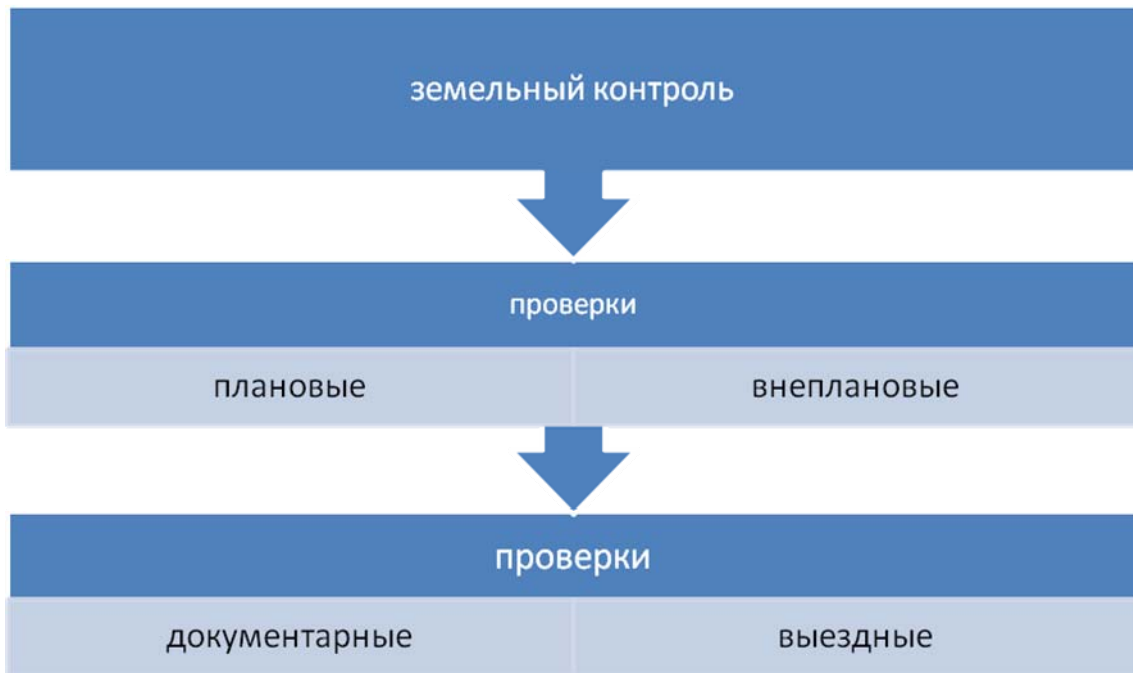 земельный контроль
проверки
плановые внеплановые
проверки
документарные выездные